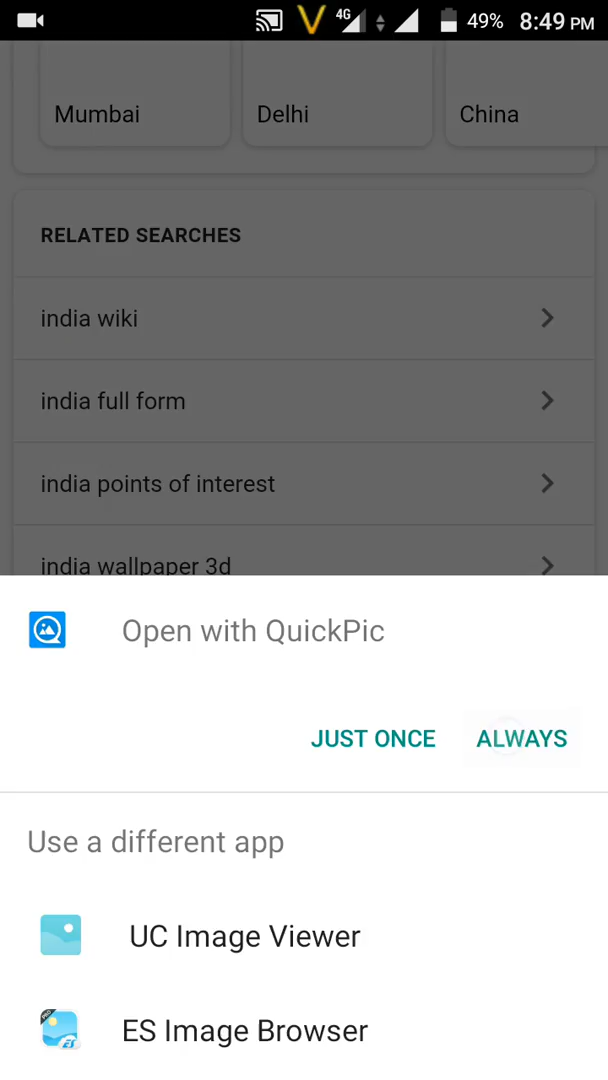 4G 49% 8:49 PM
Mumbai Delhi China
RELATED SEARCHES
india wiki
india full form
india points of interest
india wallpaper 3d
Open with QuickPic
JUST ONCE ALWAYS
Use a different app
UC Image Viewer
ES Image Browser